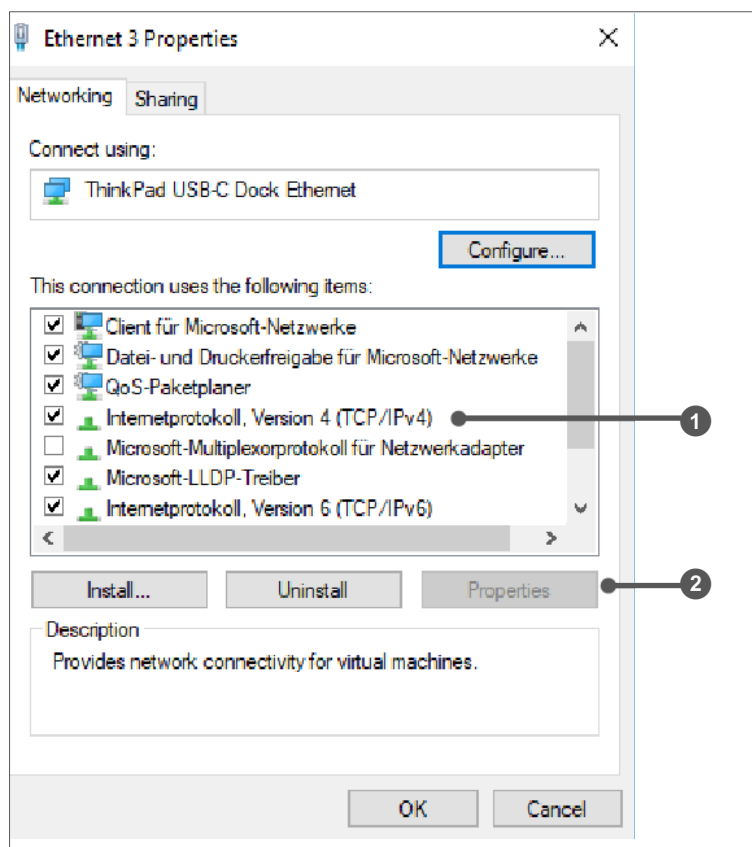 Ethernet 3 Properties
Networking
Sharing
Connect using:
ThinkPad USB-C Dock Ethernet
Configure...
This connection uses the following items:
Client für Microsoft-Netzwerke
Datei- und Druckerfreigabe für Microsoft-Netzwerke
QoS-Paketplaner
Internetprotokoll, Version 4 (TCP/IPv4)
1
Microsoft-Multiplexorprotokoll für Netzwerkadapter
Microsoft-LLDP-Treiber
Internetprotokoll, Version 6 (TCP/IPv6)
Install...
Uninstall
Properties
2
Description
Provides network connectivity for virtual machines.
OK
Cancel